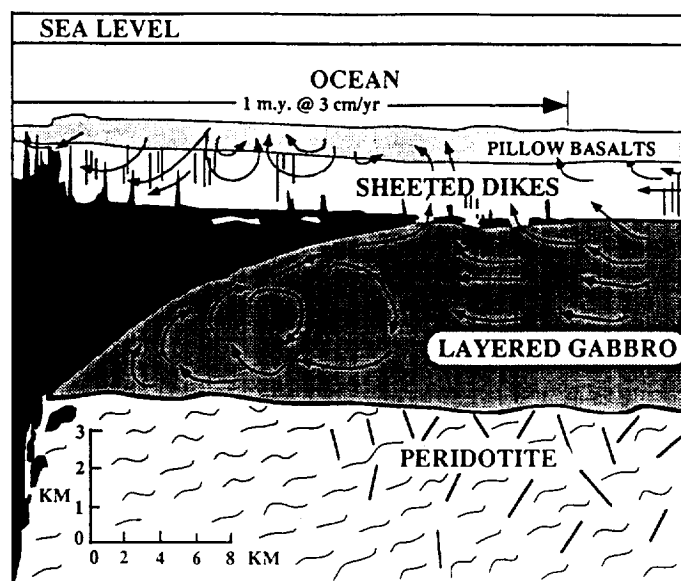 SEA LEVEL
OCEAN
1 m.y. @ 3 cm/yr
PILLOW BASALTS
SHEETED DIKES
LAYERED GABBRO
PERIDOTITE
3
2
KM
1
0
0 2 4 6 8 KM